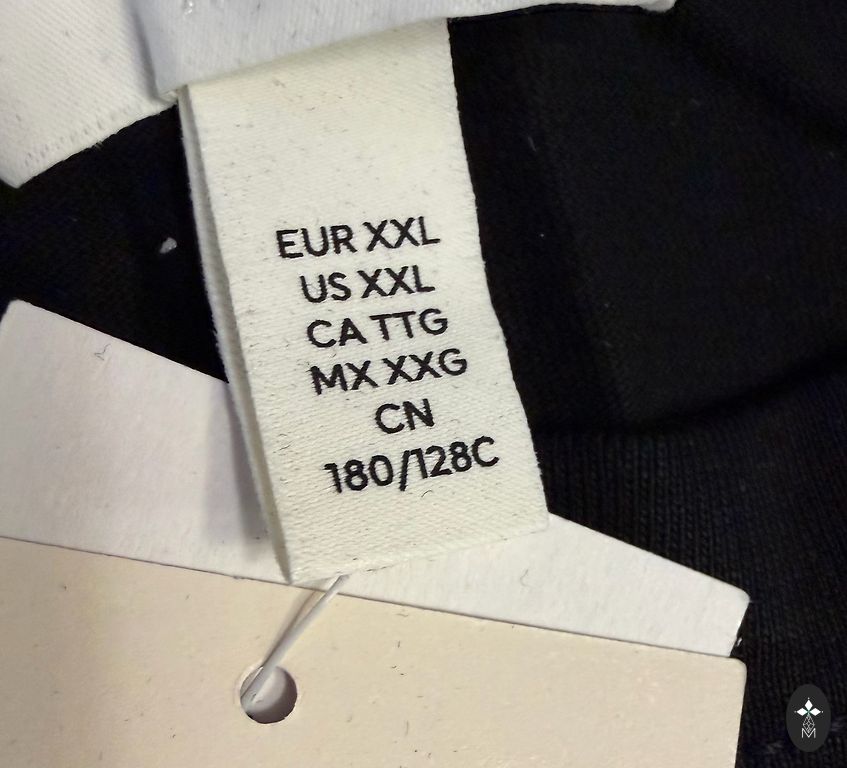 EUR XXL
US XXL
CA TTG
MX XXG
CN
180/128C
M